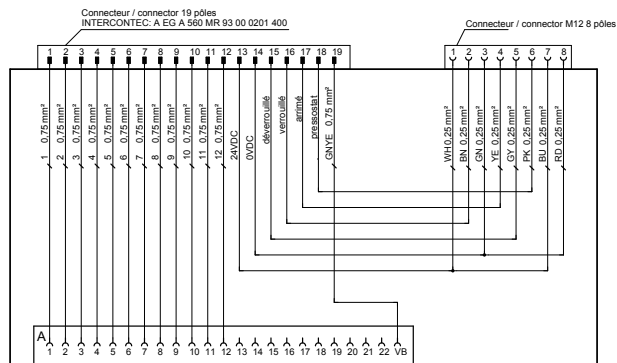 Connecteur / connector 19 pôles
INTERCONTEC: A EG A 560 MR 93 00 0201 400
Connecteur / connector M12 8 pôles
1 2 3 4 5 6 7 8 9 10 11 12 13 14 15 16 17 18 19
1 2 3 4 5 6 7 8
1 0,75 mm²
2 0,75 mm²
3 0,75 mm²
4 0,75 mm²
5 0,75 mm²
6 0,75 mm²
7 0,75 mm²
8 0,75 mm²
9 0,75 mm²
10 0,75 mm²
11 0,75 mm²
12 0,75 mm²
24VDC
0VDC
déverrouillé
verrouillé
arrimé
pressostat
GNYE 0,75 mm²
WH 0,25 mm²
BN 0,25 mm²
GN 0,25 mm²
YE 0,25 mm²
GY 0,25 mm²
PK 0,25 mm²
BU 0,25 mm²
RD 0,25 mm²
A
1 2 3 4 5 6 7 8 9 10 11 12 13 14 15 16 17 18 19 20 21 22 VB